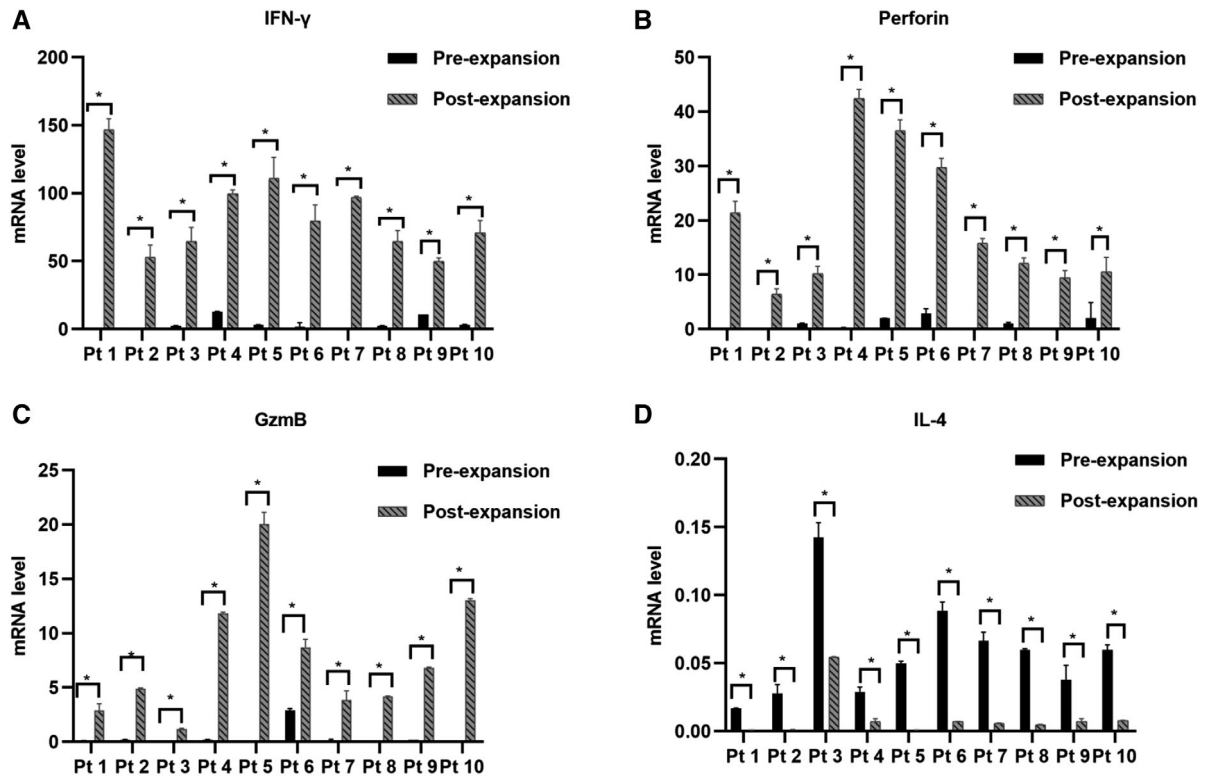 A
IFN-γ
Pre-expansion
Post-expansion
mRNA level
200
150
100
50
0
* * * * * * * * * *
Pt 1 Pt 2 Pt 3 Pt 4 Pt 5 Pt 6 Pt 7 Pt 8 Pt 9 Pt 10
B
Perforin
Pre-expansion
Post-expansion
mRNA level
50
40
30
20
10
0
* * * * * * * * * *
Pt 1 Pt 2 Pt 3 Pt 4 Pt 5 Pt 6 Pt 7 Pt 8 Pt 9 Pt 10
C
GzmB
Pre-expansion
Post-expansion
mRNA level
25
20
15
10
5
0
* * * * * * * * * *
Pt 1 Pt 2 Pt 3 Pt 4 Pt 5 Pt 6 Pt 7 Pt 8 Pt 9 Pt 10
D
IL-4
Pre-expansion
Post-expansion
mRNA level
0.20
0.15
0.10
0.05
0.00
* * * * * * * * * *
Pt 1 Pt 2 Pt 3 Pt 4 Pt 5 Pt 6 Pt 7 Pt 8 Pt 9 Pt 10